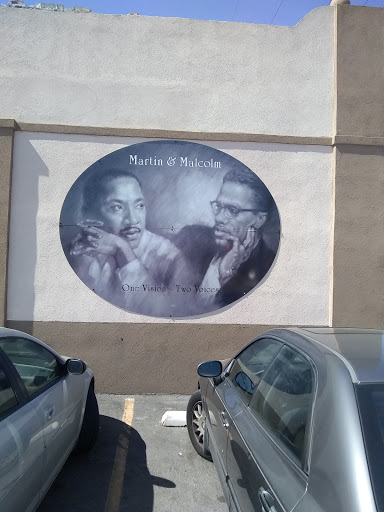 Martin & Malcolm
One Vision - Two Voices